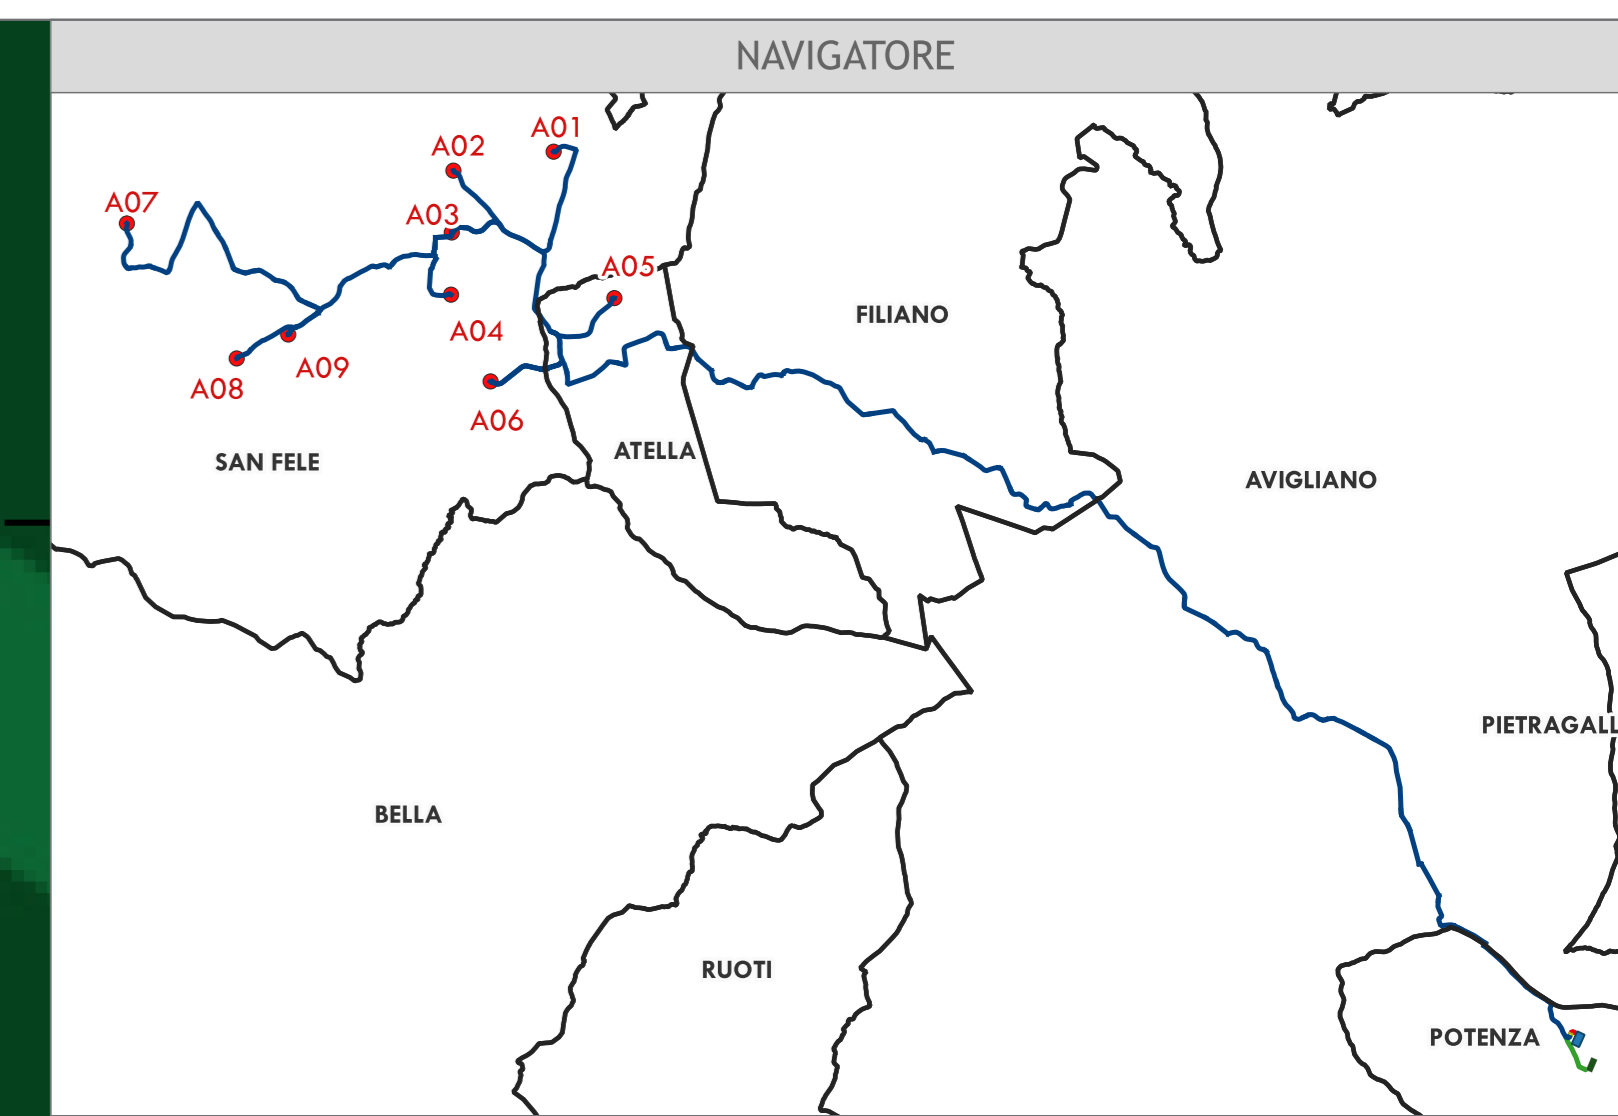 NAVIGATORE
A01
A02
A07
A03
A05
FILIANO
A04
A09
A08
A06
ATELLA
SAN FELE
AVIGLIANO
PIETRAGALL
BELLA
RUOTI
POTENZA